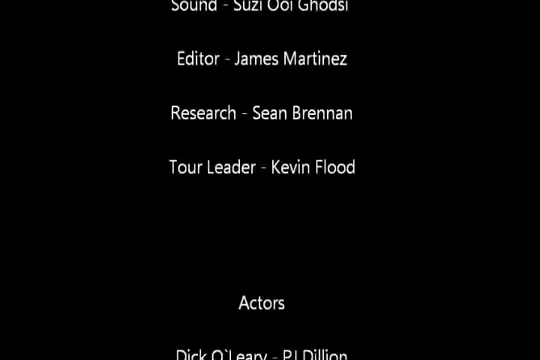 Sound - Suzi Ooi Ghodsi
Editor - James Martinez
Research - Sean Brennan
Tour Leader - Kevin Flood
Actors
Dick O`Leary - PJ Dillion